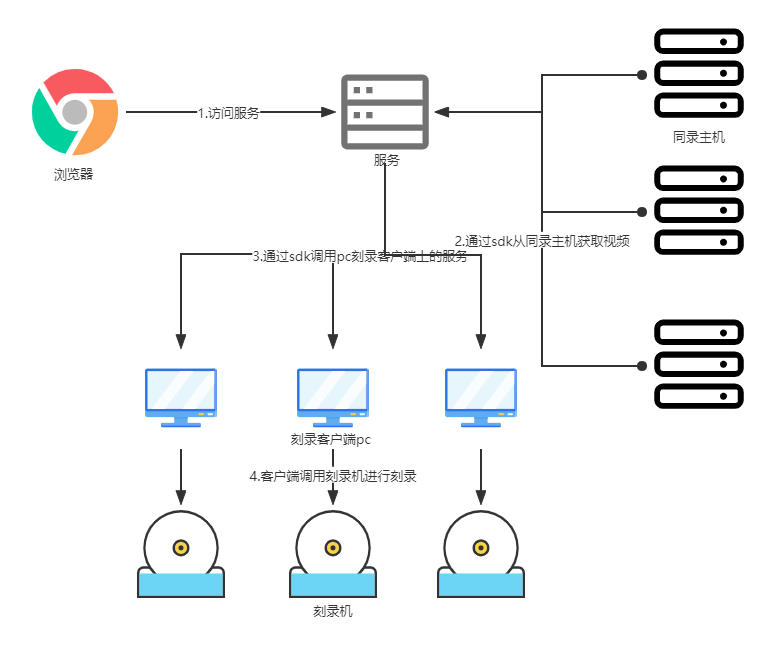 1.访问服务
同录主机
服务
浏览器
2.通过sdk从同录主机获取视频
3.通过sdk调用pc刻录客户端上的服务
刻录客户端pc
4.客户端调用刻录机进行刻录
刻录机